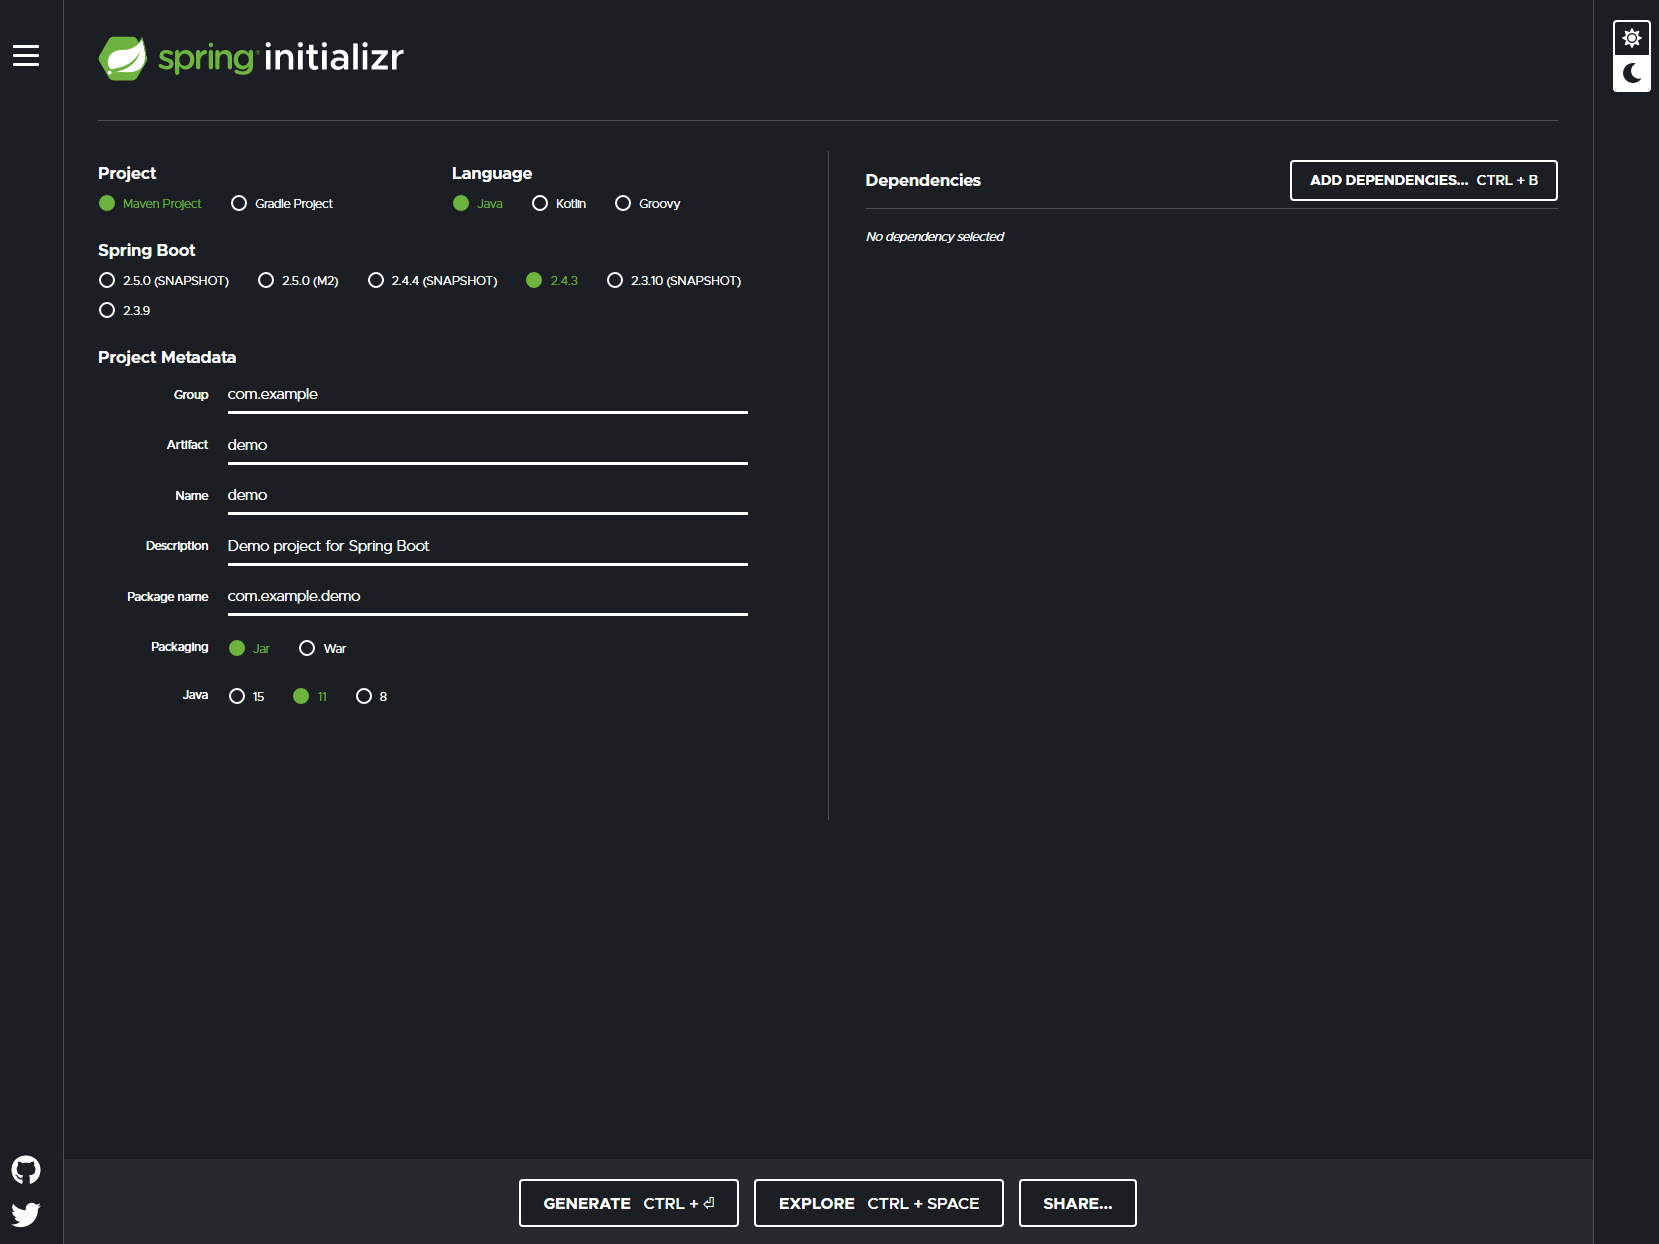 spring initializr
Project
Maven Project Gradle Project
Language
Java Kotlin Groovy
Spring Boot
2.5.0 (SNAPSHOT) 2.5.0 (M2) 2.4.4 (SNAPSHOT) 2.4.3 2.3.10 (SNAPSHOT)
2.3.9
Project Metadata
Group com.example
Artifact demo
Name demo
Description Demo project for Spring Boot
Package name com.example.demo
Packaging Jar War
Java 15 11 8
Dependencies ADD DEPENDENCIES... CTRL + B
No dependency selected
GENERATE CTRL + ⏎ EXPLORE CTRL + SPACE SHARE...